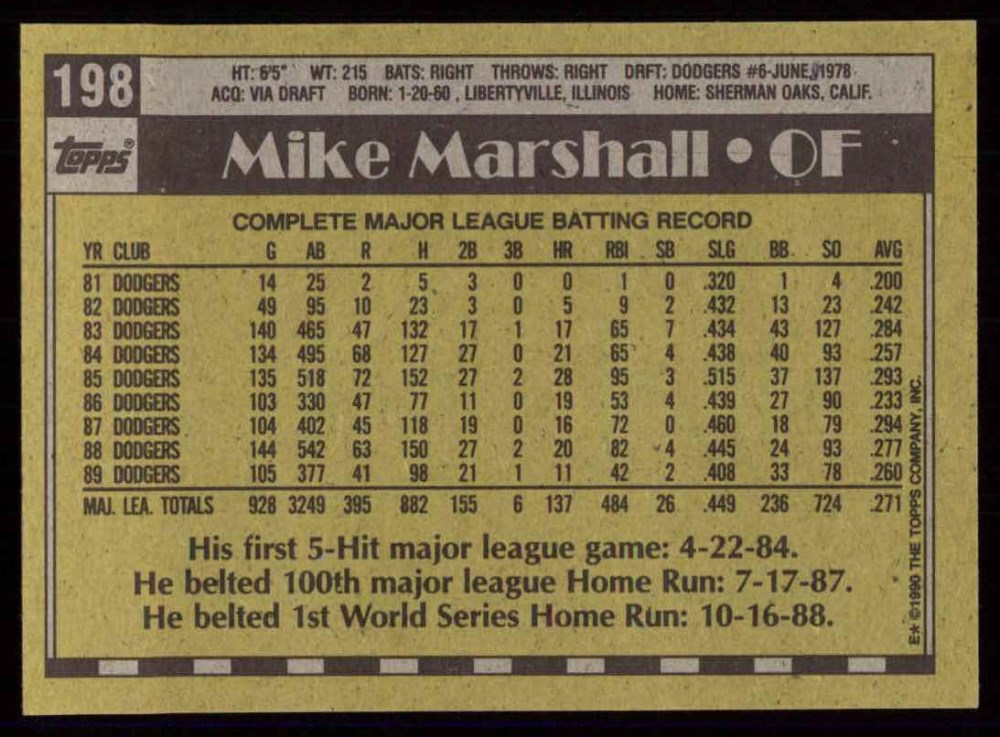 198
HT: 6'5" WT: 215 BATS: RIGHT THROWS: RIGHT DRFT: DODGERS #6-JUNE, 1978
ACQ: VIA DRAFT BORN: 1-20-60, LIBERTYVILLE, ILLINOIS HOME: SHERMAN OAKS, CALIF.
topps®
Mike Marshall • OF
COMPLETE MAJOR LEAGUE BATTING RECORD
YR CLUB G AB R H 2B 3B HR RBI SB SLG BB SO AVG
81 DODGERS 14 25 2 5 3 0 0 1 0 .320 1 4 .200
82 DODGERS 49 95 10 23 3 0 5 9 2 .432 13 23 .242
83 DODGERS 140 465 47 132 17 1 17 65 7 .434 43 127 .284
84 DODGERS 134 495 68 127 27 0 21 65 4 .438 40 93 .257
85 DODGERS 135 518 72 152 27 2 28 95 3 .515 37 137 .293
86 DODGERS 103 330 47 77 11 0 19 53 4 .439 27 90 .233
87 DODGERS 104 402 45 118 19 0 16 72 0 .460 18 79 .294
88 DODGERS 144 542 63 150 27 2 20 82 4 .445 24 93 .277
89 DODGERS 105 377 41 98 21 1 11 42 2 .408 33 78 .260
MAJ. LEA. TOTALS 928 3249 395 882 155 6 137 484 26 .449 236 724 .271
His first 5-Hit major league game: 4-22-84.
He belted 100th major league Home Run: 7-17-87.
He belted 1st World Series Home Run: 10-16-88.
E* ©1990 THE TOPPS COMPANY, INC.